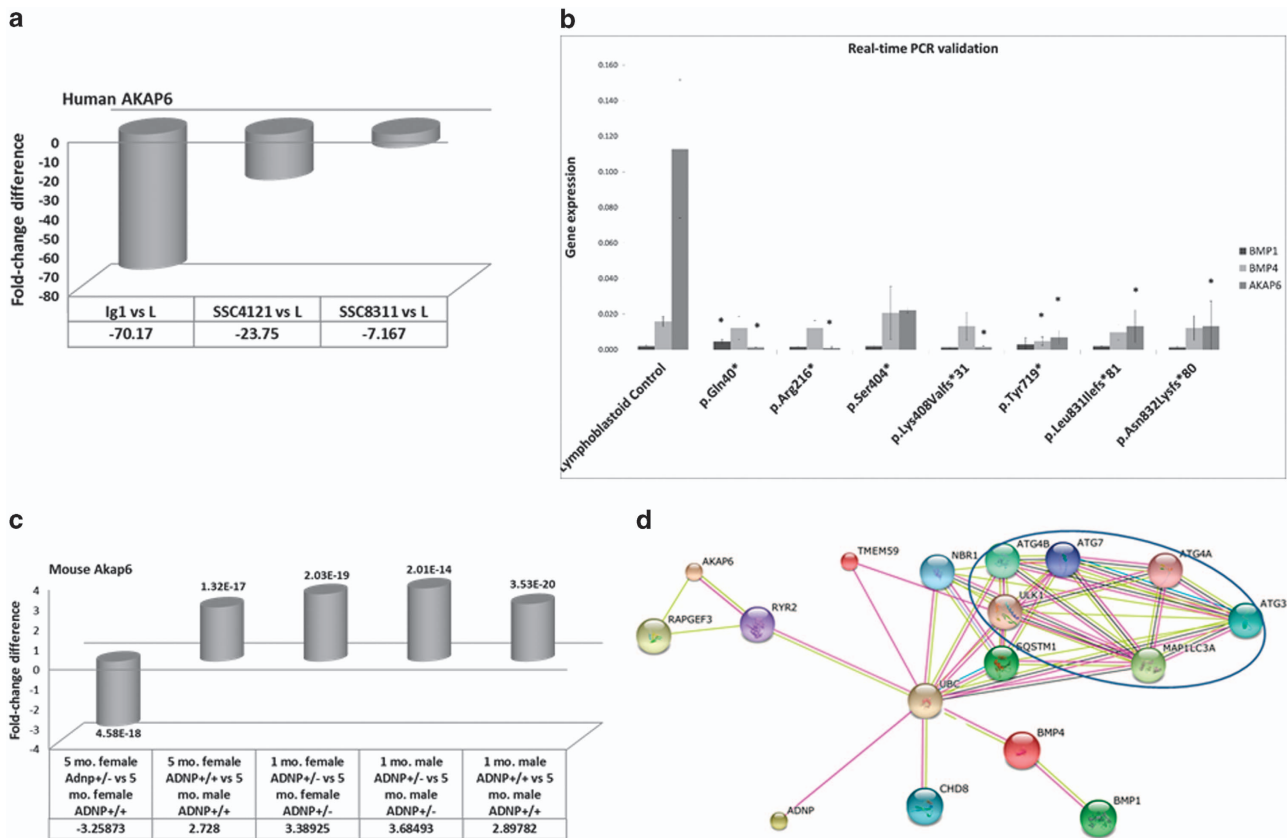 a
Human AKAP6
Fold-change difference
0
-10
-20
-30
-40
-50
-60
-70
-80
Ig1 vs L SSC4121 vs L SSC8311 vs L
-70.17 -23.75 -7.167
b
Real-time PCR validation
Gene expression
0.160
0.140
0.120
0.100
0.080
0.060
0.040
0.020
0.000
* * * * * * * *
BMP1
BMP4
AKAP6
Lymphoblastoid Control
p.Gln40*
p.Arg216*
p.Ser404*
p.Lys408Valfs*31
p.Tyr719*
p.Leu831Ilefs*81
p.Asn832Lysfs*80
c
Mouse Akap6
Fold-change difference
4
3
2
1
0
-1
-2
-3
-4
4.58E-18
1.32E-17
2.03E-19
2.01E-14
3.53E-20
5 mo. female 5 mo. female 1 mo. female 1 mo. male 1 mo. male
Adnp+/- vs 5 ADNP+/+ vs 5 ADNP+/- vs 5 ADNP+/- vs 5 ADNP+/+ vs 5
mo. female mo. male mo. female mo. male mo. male
ADNP+/+ ADNP+/+ ADNP+/- ADNP+/- ADNP+/+
-3.25873 2.728 3.38925 3.68493 2.89782
d
AKAP6
RAPGEF3
RYR2
TMEM59
NBR1
ATG4B
ATG7
ATG4A
ULK1
ATG3
SQSTM1
MAP1LC3A
UBC
BMP4
ADNP
CHD8
BMP1